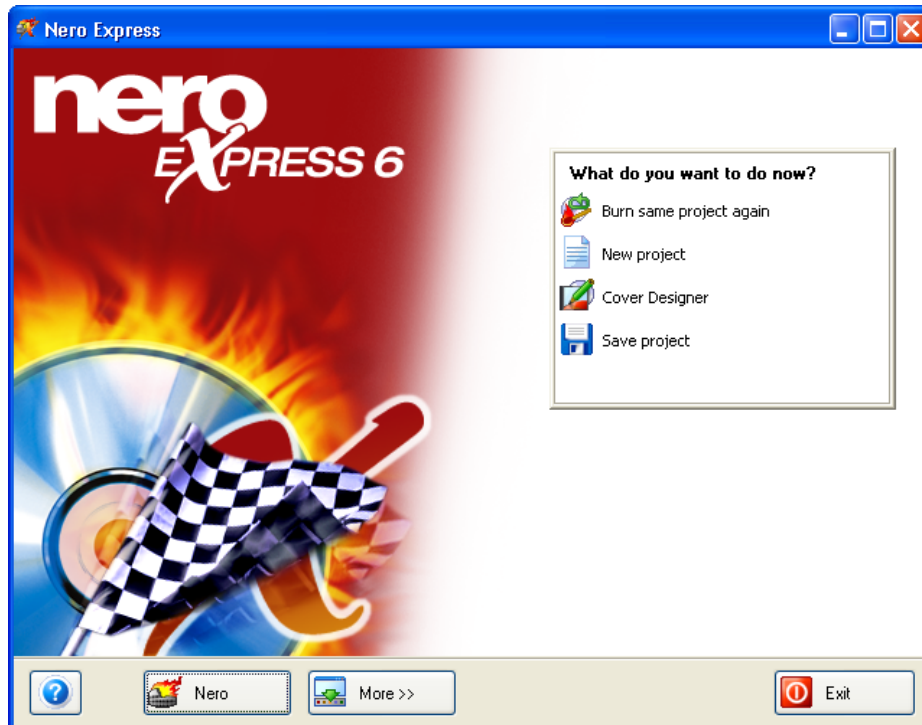 Nero Express
nero
EXPRESS 6
What do you want to do now?
Burn same project again
New project
Cover Designer
Save project
?
Nero
More >>
Exit